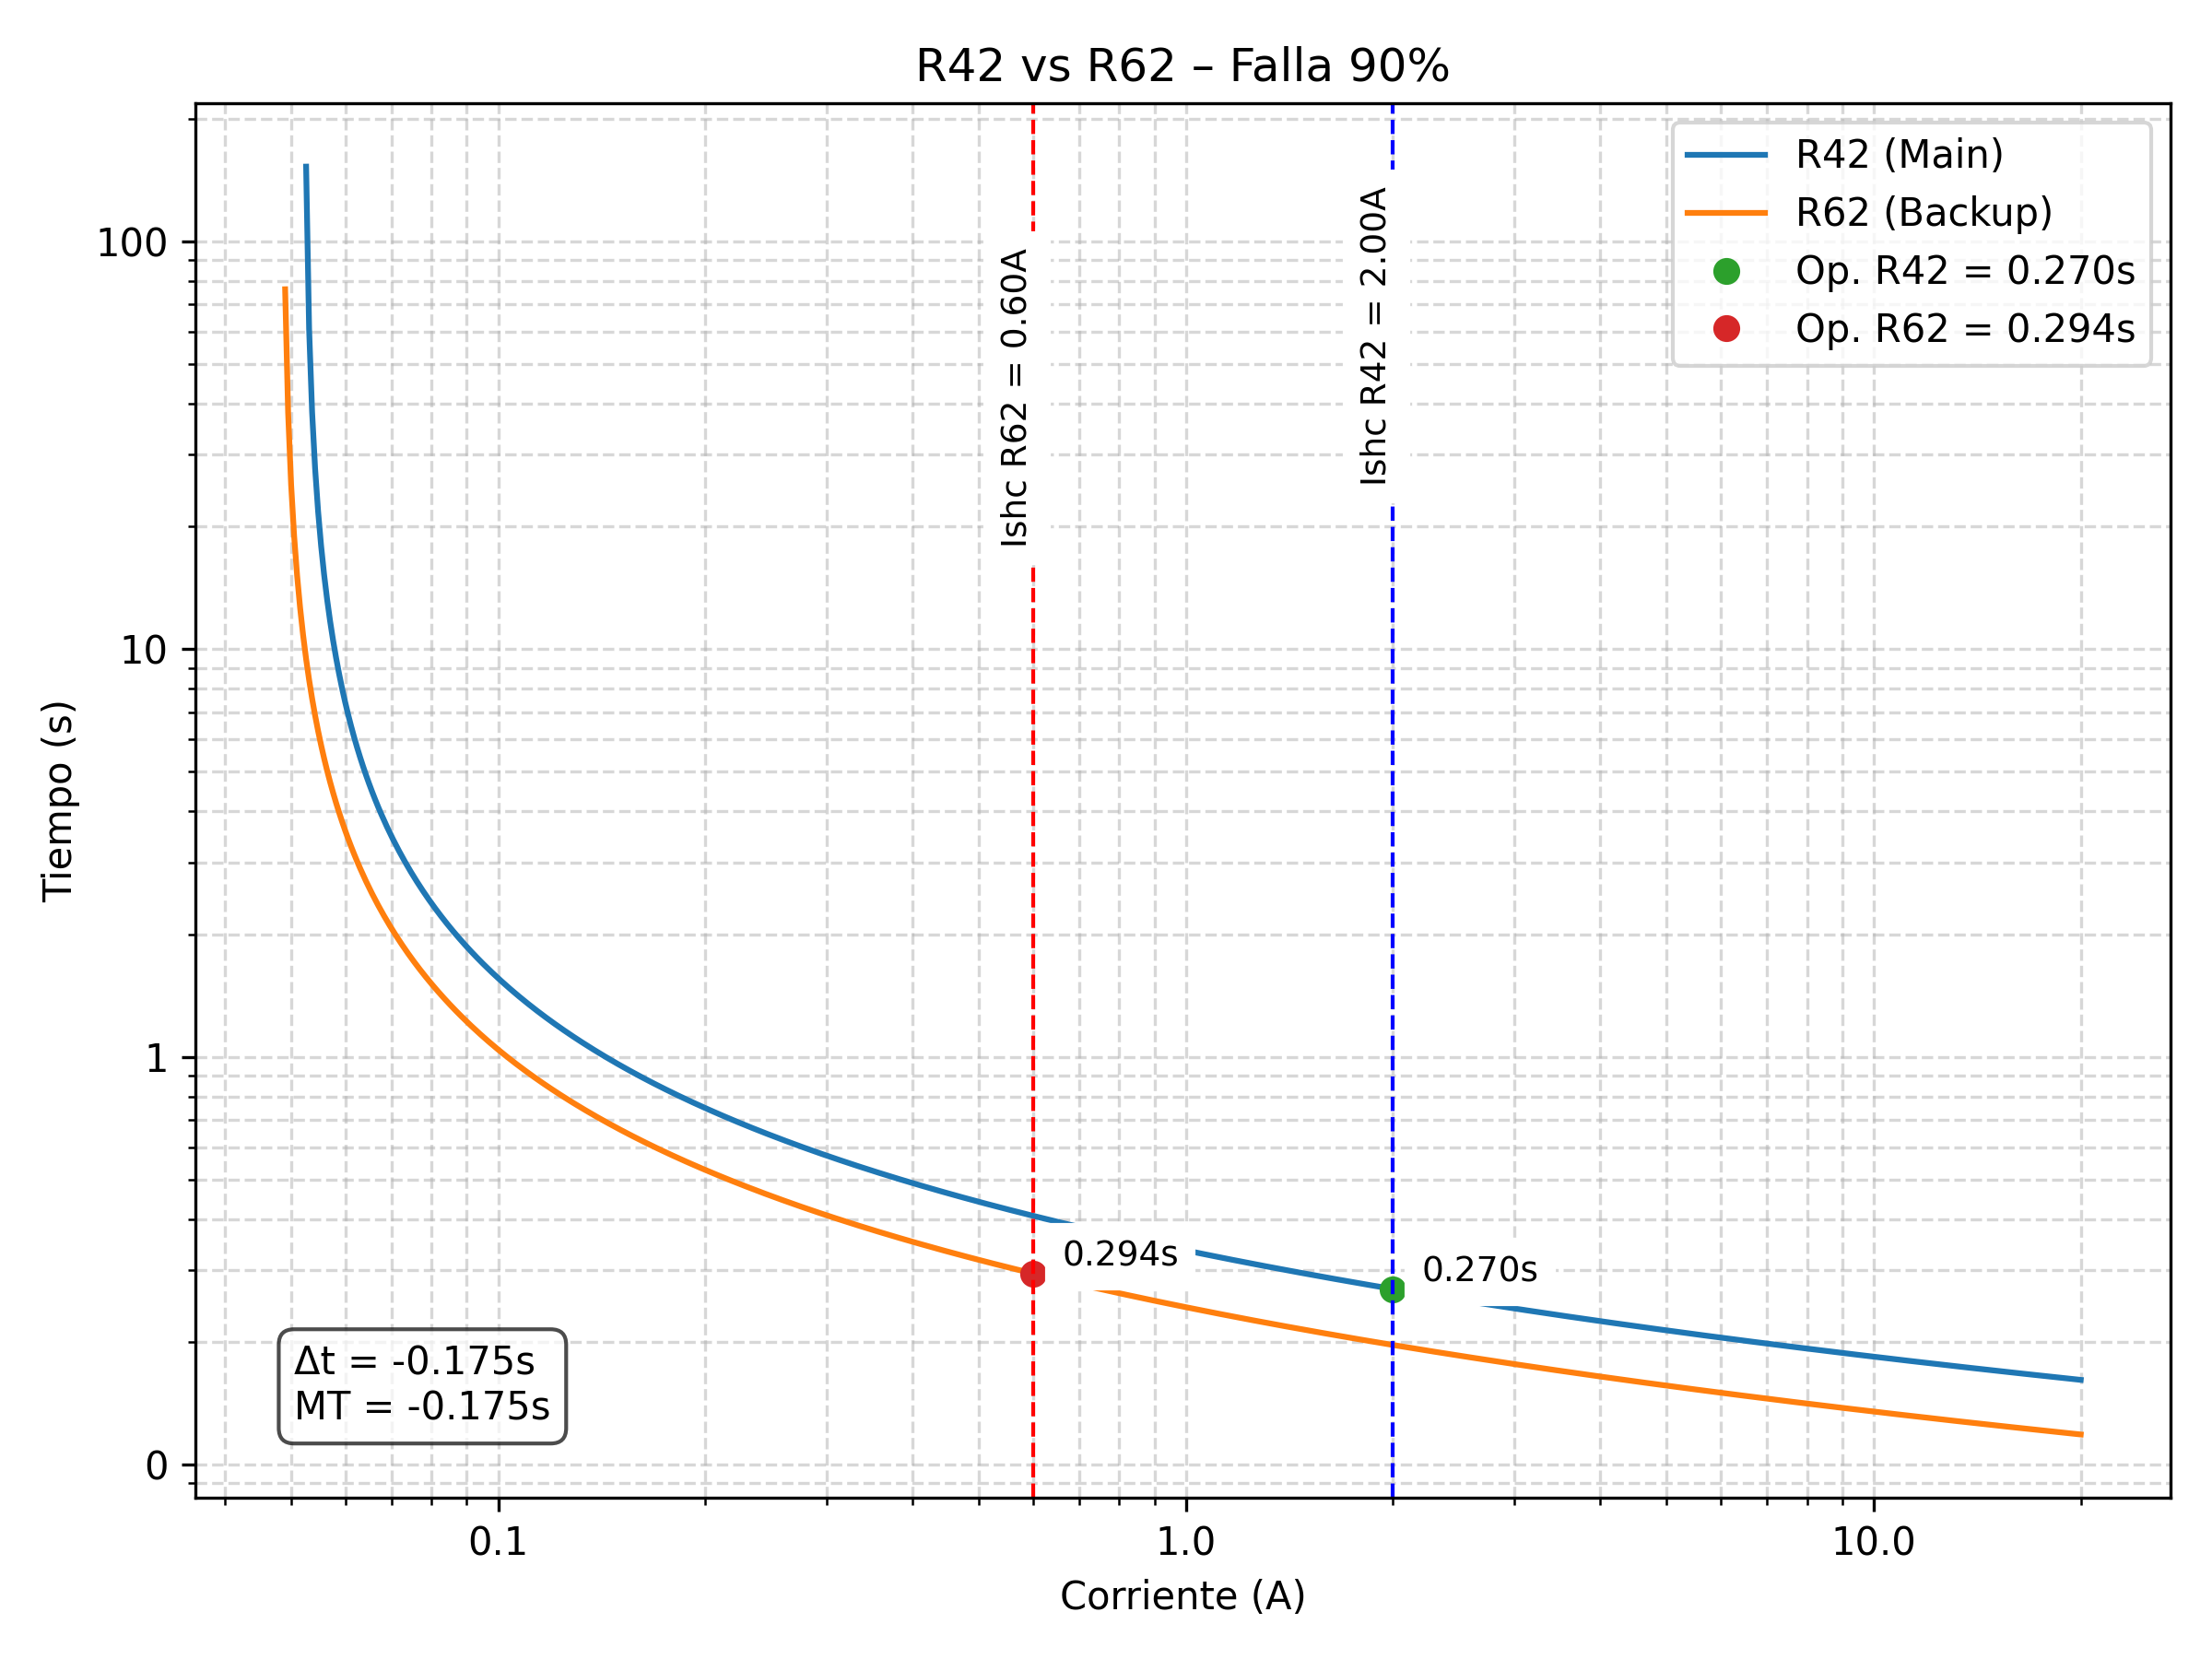 R42 vs R62 – Falla 90%
R42 (Main)
R62 (Backup)
Op. R42 = 0.270s
Op. R62 = 0.294s
Ishc R62 = 0.60A
Ishc R42 = 2.00A
100
10
1
0
Tiempo (s)
0.294s
0.270s
Δt = -0.175s
MT = -0.175s
0.1
1.0
10.0
Corriente (A)